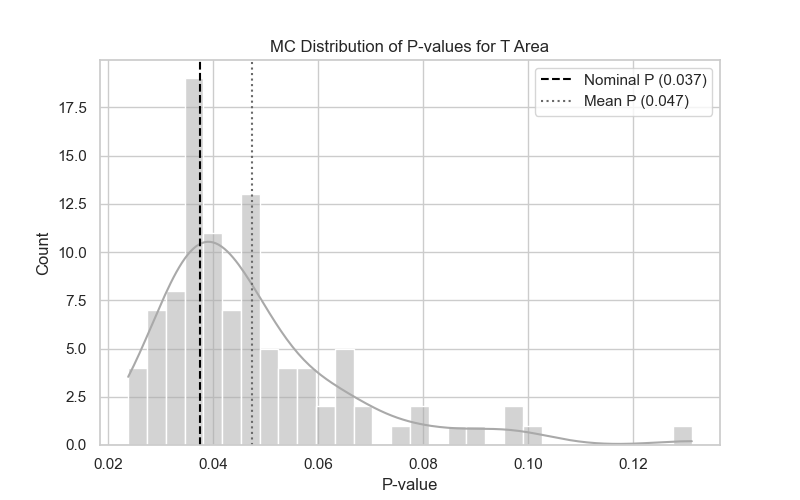 MC Distribution of P-values for T Area
Nominal P (0.037)
Mean P (0.047)
17.5
15.0
12.5
10.0
7.5
5.0
2.5
0.0
Count
0.02 0.04 0.06 0.08 0.10 0.12
P-value